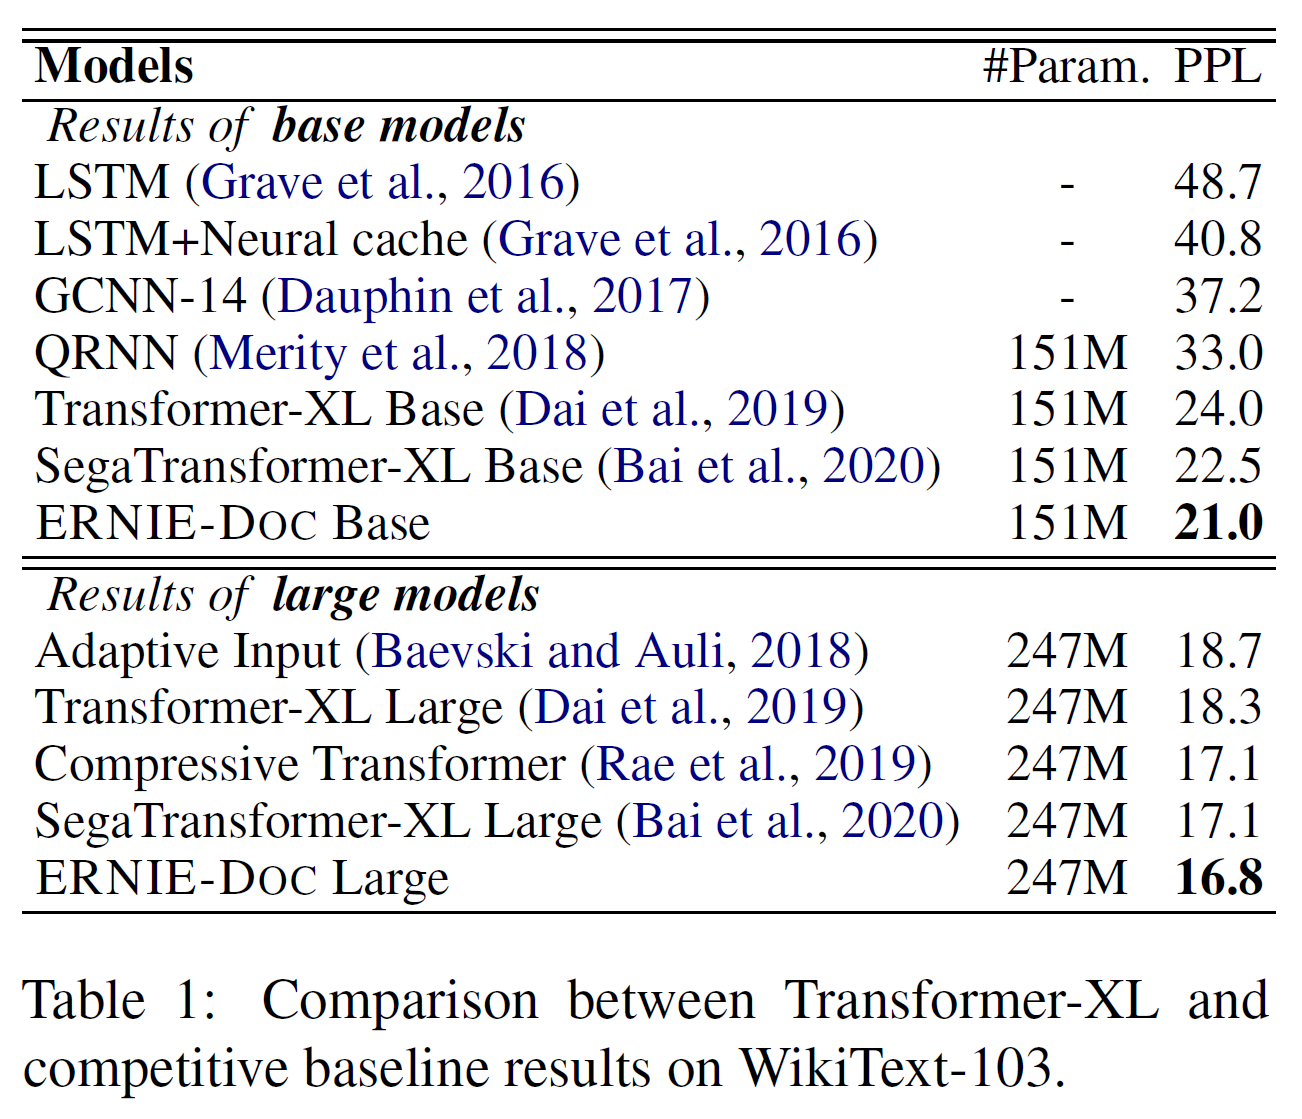 Models #Param. PPL
Results of base models
LSTM (Grave et al., 2016) - 48.7
LSTM+Neural cache (Grave et al., 2016) - 40.8
GCNN-14 (Dauphin et al., 2017) - 37.2
QRNN (Merity et al., 2018) 151M 33.0
Transformer-XL Base (Dai et al., 2019) 151M 24.0
SegaTransformer-XL Base (Bai et al., 2020) 151M 22.5
ERNIE-DOC Base 151M 21.0
Results of large models
Adaptive Input (Baevski and Auli, 2018) 247M 18.7
Transformer-XL Large (Dai et al., 2019) 247M 18.3
Compressive Transformer (Rae et al., 2019) 247M 17.1
SegaTransformer-XL Large (Bai et al., 2020) 247M 17.1
ERNIE-DOC Large 247M 16.8
Table 1: Comparison between Transformer-XL and
competitive baseline results on WikiText-103.